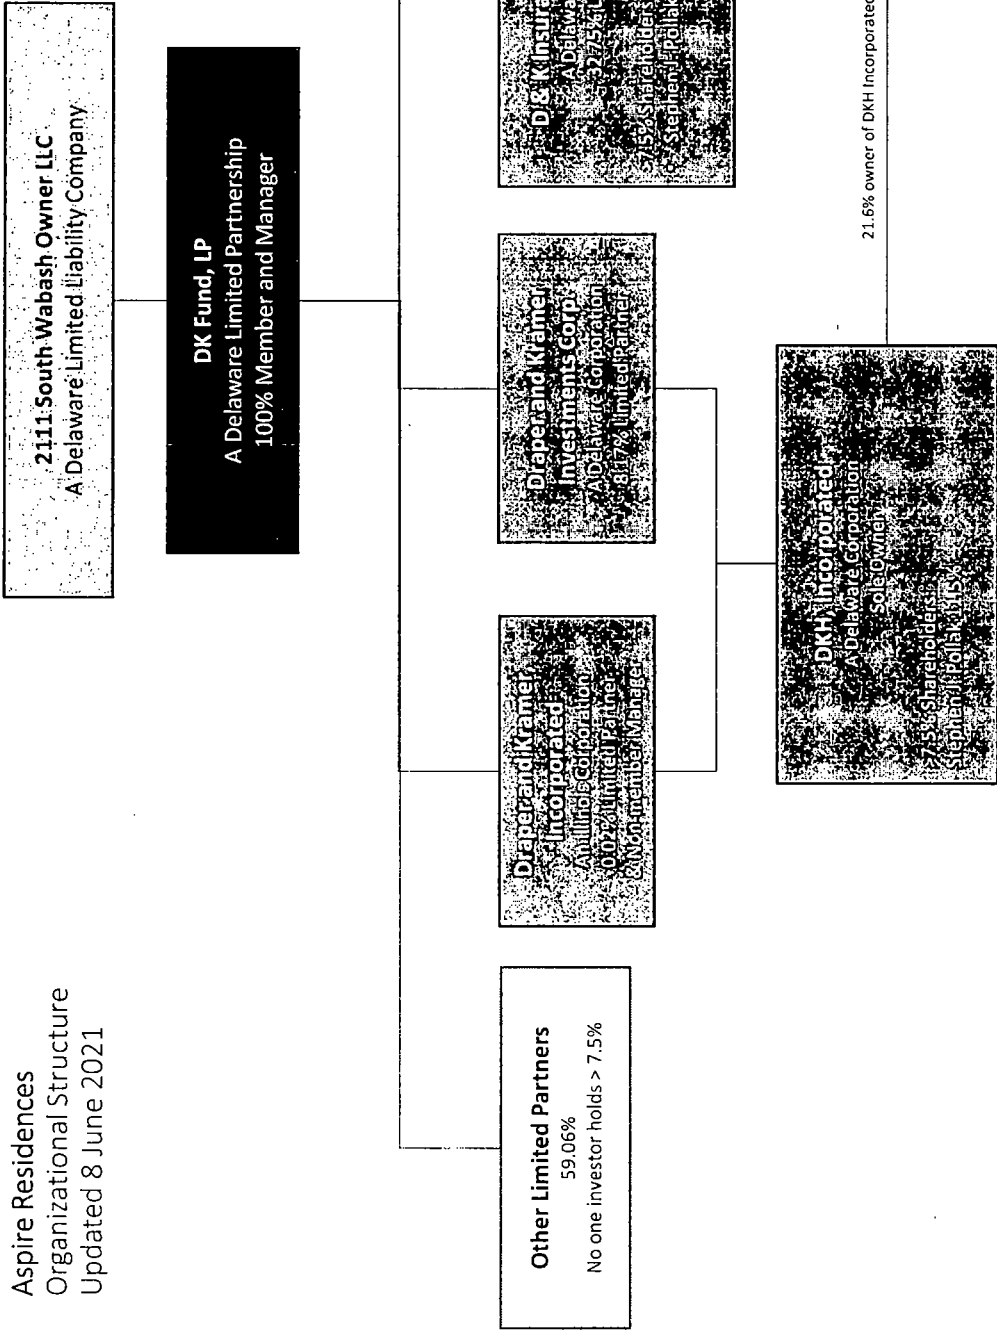 Aspire Residences
Organizational Structure
Updated 8 June 2021
2111 South Wabash Owner LLC
A Delaware Limited Liability Company
DK Fund, LP
A Delaware Limited Partnership
100% Member and Manager
Other Limited Partners
59.06%
No one investor holds > 7.5%
Draper and Kramer
Incorporated
An Illinois Corporation
0.02% Limited Partner
& Non-member Manager
Draper and Kramer
Investments Corp.
A Delaware Corporation
8.17% Limited Partner
D & K Insura
A Delawa
32.75% L
>7.5% Shareholders
Stephen J. Pollak
DKH, Incorporated
A Delaware Corporation
Sole Owner
>7.5% Shareholders
Stephen J. Pollak
21.6% owner of DKH Incorporated